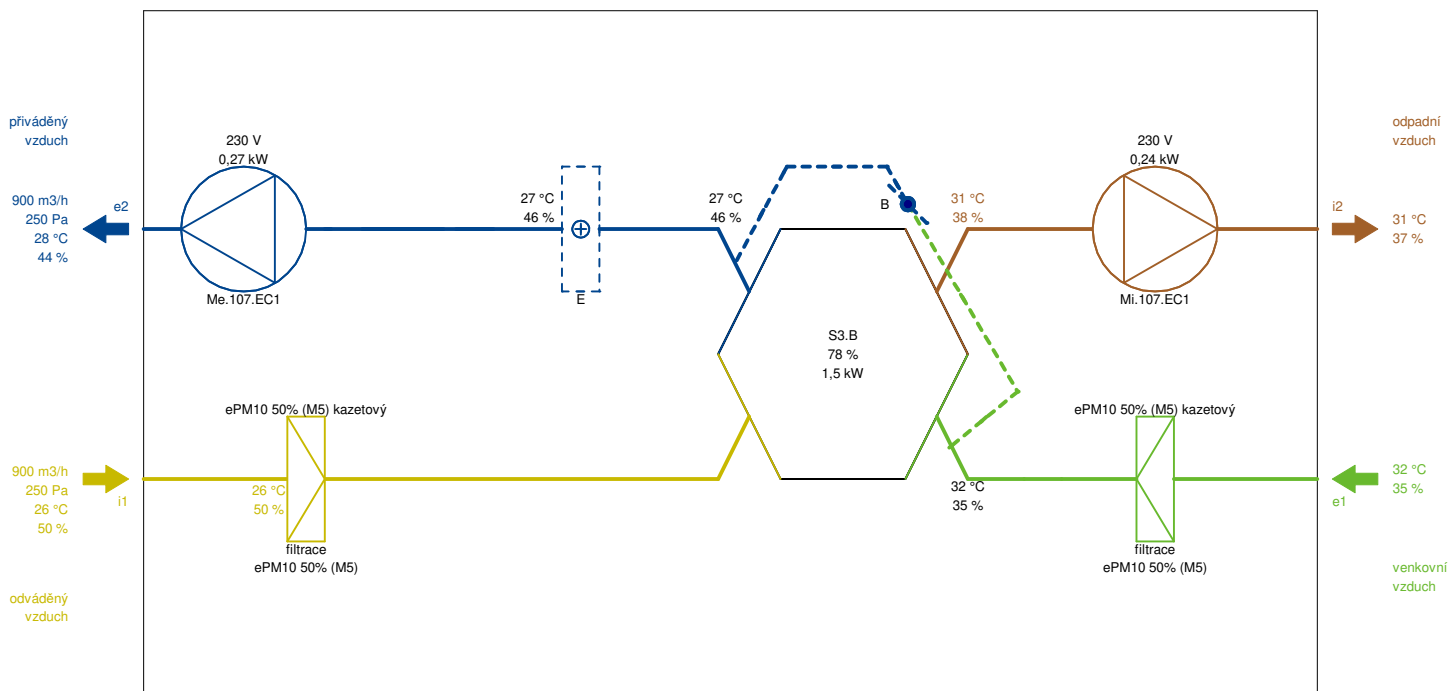 přiváděný
vzduch
900 m3/h
250 Pa
28 °C
44 %
e2
230 V
0,27 kW
Me.107.EC1
27 °C
46 %
E
27 °C
46 %
B
31 °C
38 %
230 V
0,24 kW
Mi.107.EC1
odpadní
vzduch
i2
31 °C
37 %
S3.B
78 %
1,5 kW
900 m3/h
250 Pa
26 °C
50 %
i1
odváděný
vzduch
ePM10 50% (M5) kazetový
26 °C
50 %
filtrace
ePM10 50% (M5)
32 °C
35 %
ePM10 50% (M5) kazetový
filtrace
ePM10 50% (M5)
32 °C
35 %
e1
venkovní
vzduch